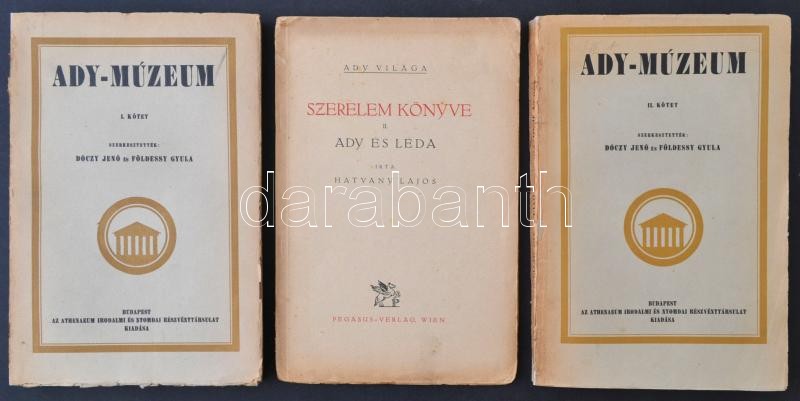 ADY-MÚZEUM
I. KÖTET
SZERKESZTETTÉK:
DÓCZY JENŐ ÉS FÖLDESSY GYULA
BUDAPEST
AZ ATHENAEUM IRODALMI ÉS NYOMDAI RÉSZVÉNYTÁRSULAT
KIADÁSA
ADY VILÁGA
SZERELEM KÖNYVE
II.
ADY ÉS LÉDA
IRTA
HATVANY LAJOS
PEGASUS-VERLAG, WIEN
ADY-MÚZEUM
II. KÖTET
SZERKESZTETTÉK:
DÓCZY JENŐ ÉS FÖLDESSY GYULA
BUDAPEST
AZ ATHENAEUM IRODALMI ÉS NYOMDAI RÉSZVÉNYTÁRSULAT
KIADÁSA
darabanth